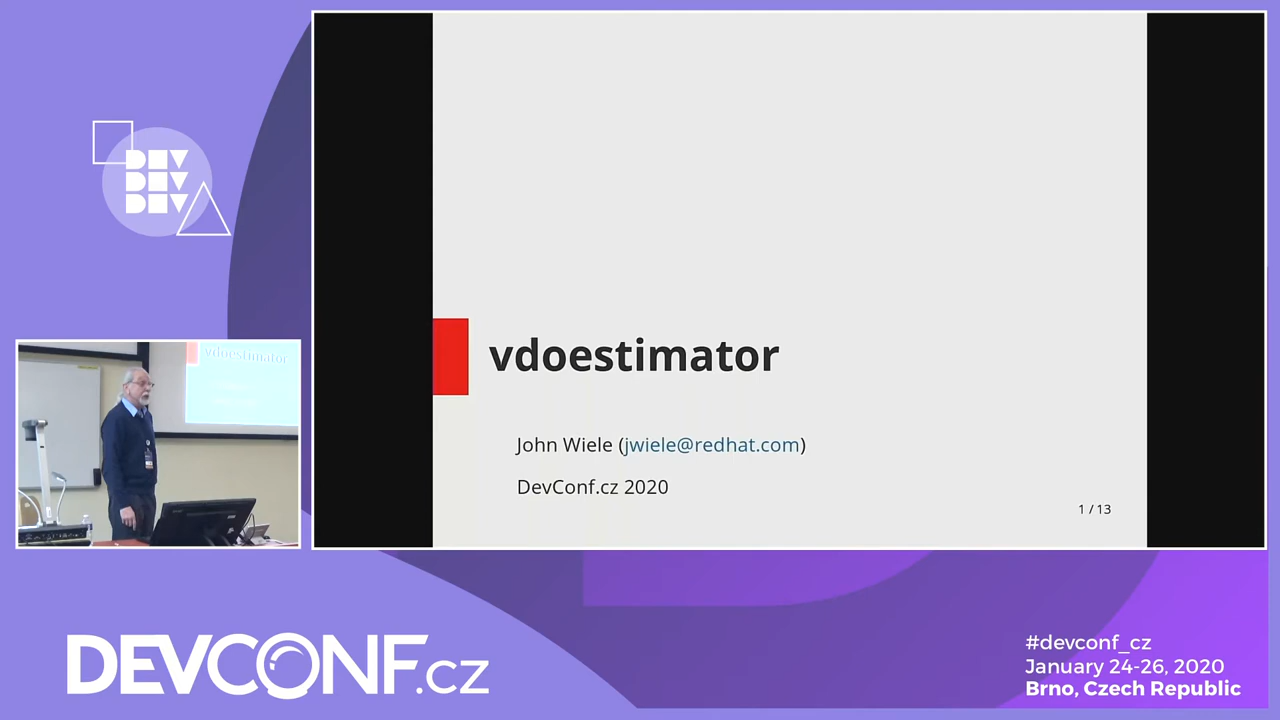 DEV
DEV
DEV
vdoestimator
vdoestimator
John Wiele (jwiele@redhat.com)
DevConf.cz 2020
1 / 13
DEVCONF.cz
#devconf_cz
January 24-26, 2020
Brno, Czech Republic